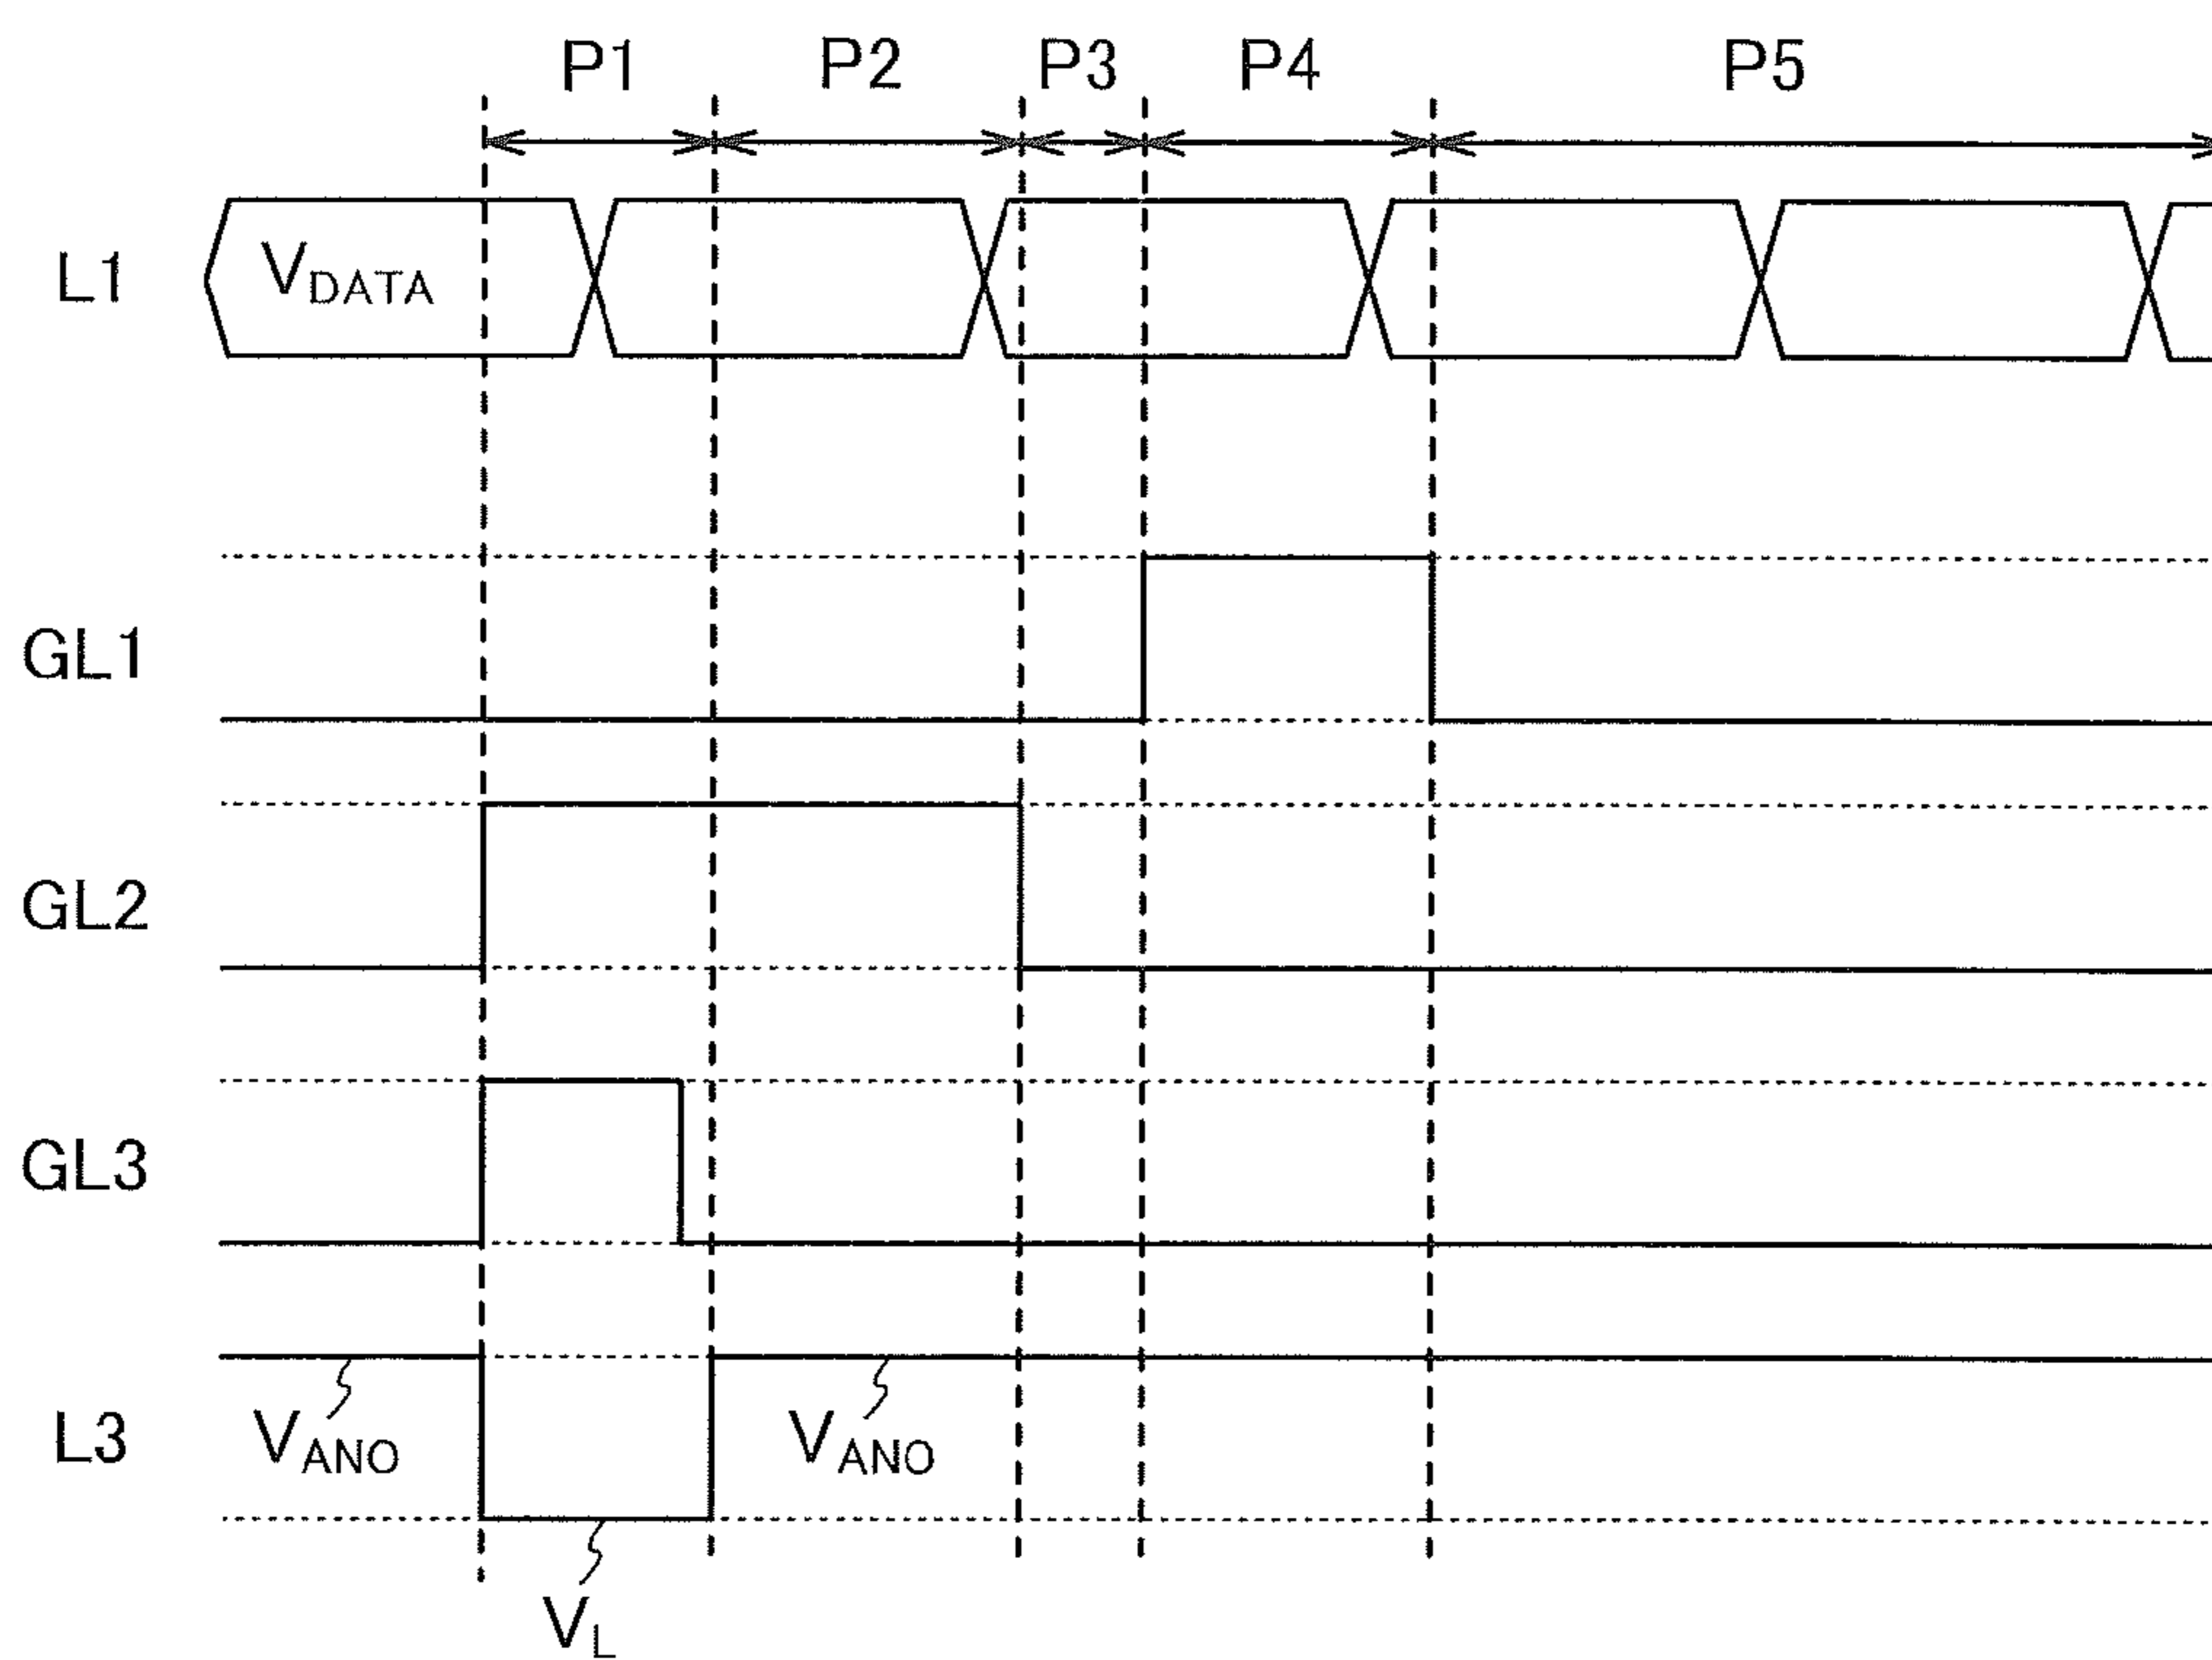 P1 P2 P3 P4 P5
L1 VDATA
GL1
GL2
GL3
L3 VANO VANO
VL